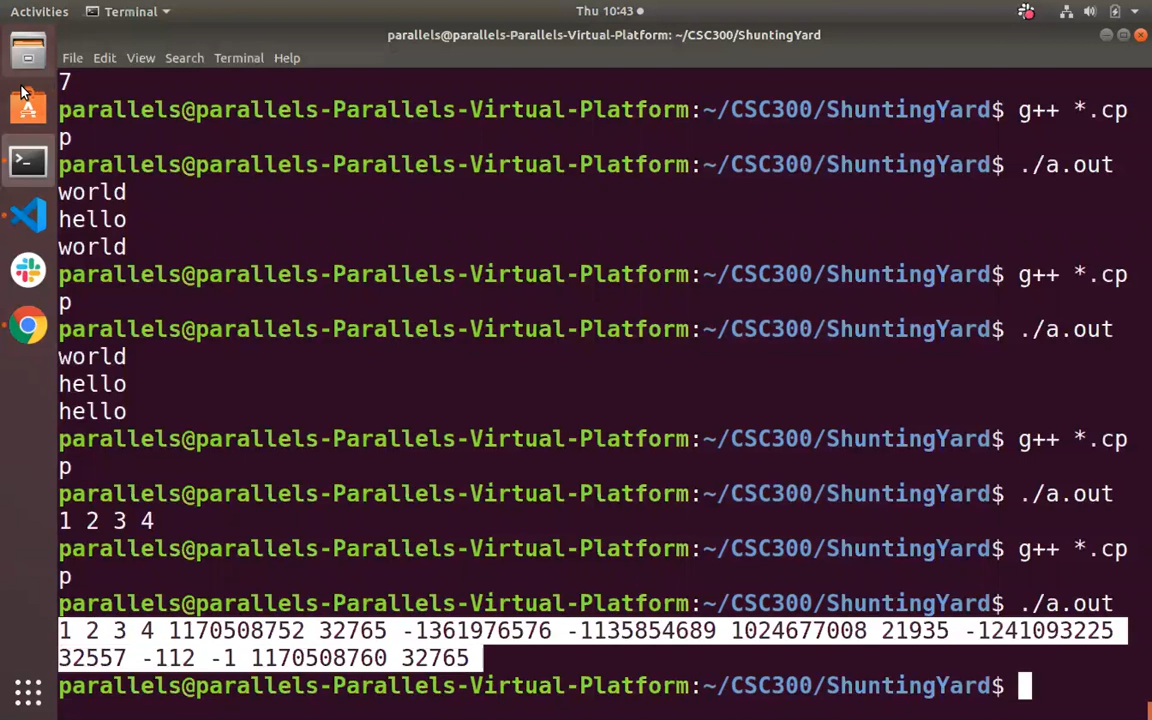 Activities Terminal Thu 10:43
parallels@parallels-Parallels-Virtual-Platform: ~/CSC300/ShuntingYard
File Edit View Search Terminal Help
7
parallels@parallels-Parallels-Virtual-Platform:~/CSC300/ShuntingYard$ g++ *.cp
p
parallels@parallels-Parallels-Virtual-Platform:~/CSC300/ShuntingYard$ ./a.out
world
hello
world
parallels@parallels-Parallels-Virtual-Platform:~/CSC300/ShuntingYard$ g++ *.cp
p
parallels@parallels-Parallels-Virtual-Platform:~/CSC300/ShuntingYard$ ./a.out
world
hello
hello
parallels@parallels-Parallels-Virtual-Platform:~/CSC300/ShuntingYard$ g++ *.cp
p
parallels@parallels-Parallels-Virtual-Platform:~/CSC300/ShuntingYard$ ./a.out
1 2 3 4
parallels@parallels-Parallels-Virtual-Platform:~/CSC300/ShuntingYard$ g++ *.cp
p
parallels@parallels-Parallels-Virtual-Platform:~/CSC300/ShuntingYard$ ./a.out
1 2 3 4 1170508752 32765 -1361976576 -1135854689 1024677008 21935 -1241093225
32557 -112 -1 1170508760 32765
parallels@parallels-Parallels-Virtual-Platform:~/CSC300/ShuntingYard$